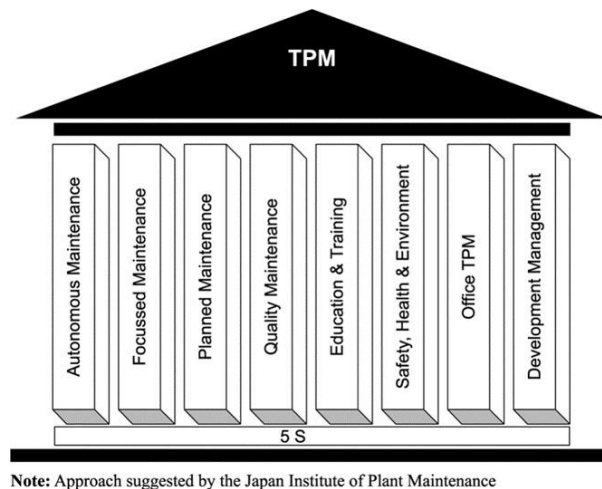 TPM
Autonomous Maintenance
Focussed Maintenance
Planned Maintenance
Quality Maintenance
Education & Training
Safety, Health & Environment
Office TPM
Development Management
5 S
Note: Approach suggested by the Japan Institute of Plant Maintenance